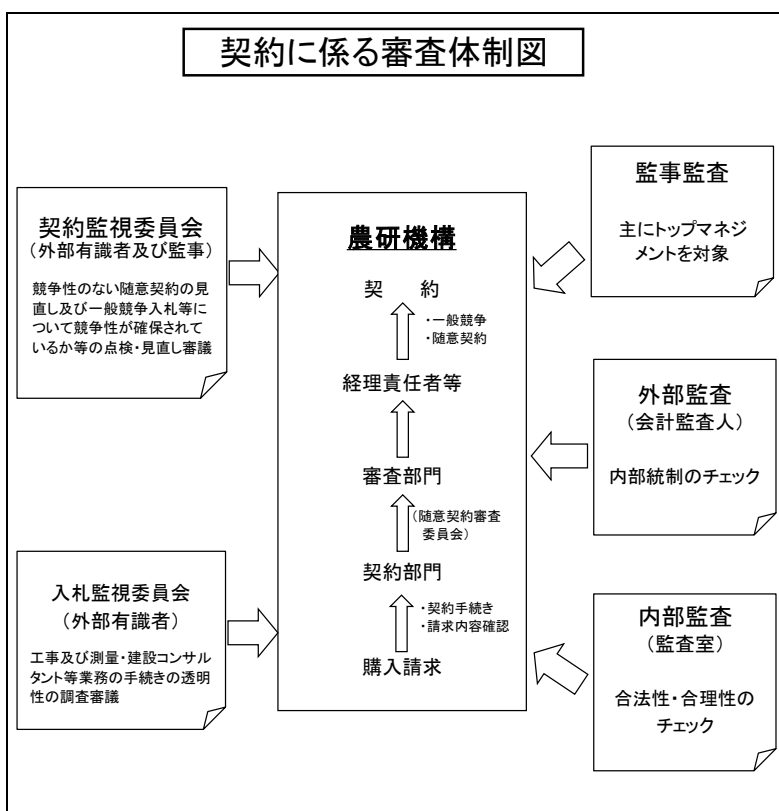 契約に係る審査体制図
契約監視委員会
(外部有識者及び監事)
競争性のない随意契約の見
直し及び一般競争入札等に
ついて競争性が確保されて
いるか等の点検・見直し審議
入札監視委員会
(外部有識者)
工事及び測量・建設コンサル
タント等業務の手続きの透明
性の調査審議
農研機構
契　約
・一般競争
・随意契約
経理責任者等
審査部門
(随意契約審査
委員会)
契約部門
・契約手続き
・請求内容確認
購入請求
監事監査
主にトップマネジ
メントを対象
外部監査
(会計監査人)
内部統制のチェック
内部監査
(監査室)
合法性・合理性の
チェック